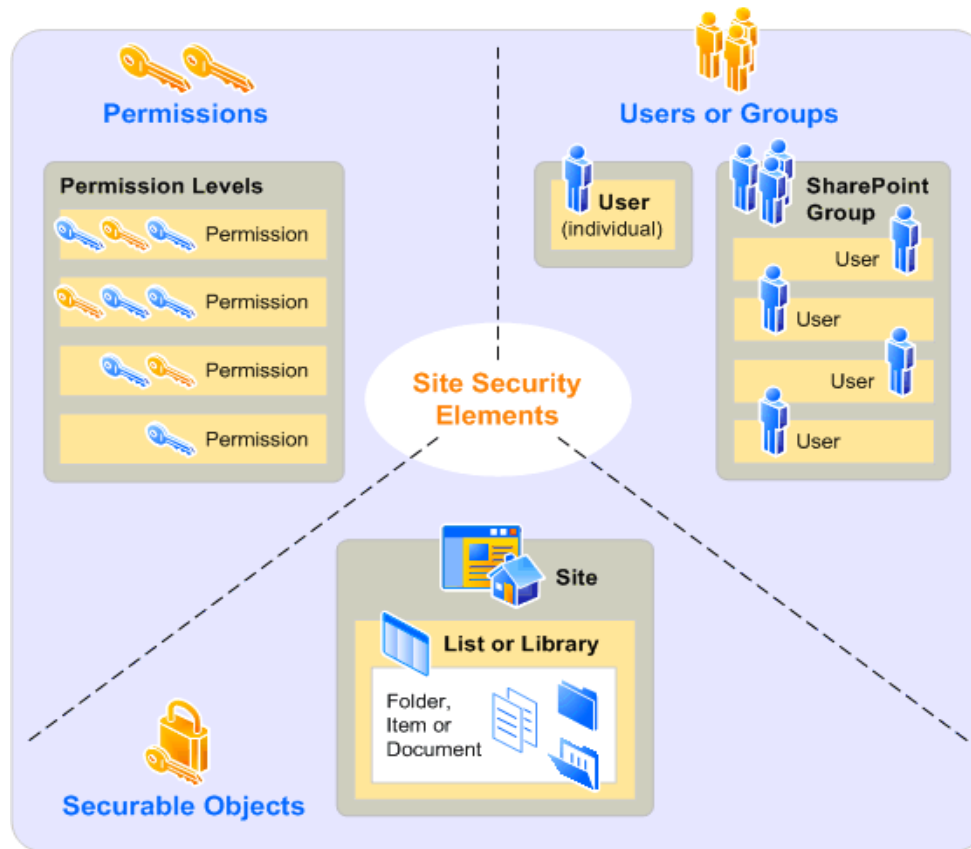 Permissions
Permission Levels
Permission
Permission
Permission
Permission
Users or Groups
User
(individual)
SharePoint
Group
User
User
User
User
Site Security
Elements
Site
List or Library
Folder,
Item or
Document
Securable Objects